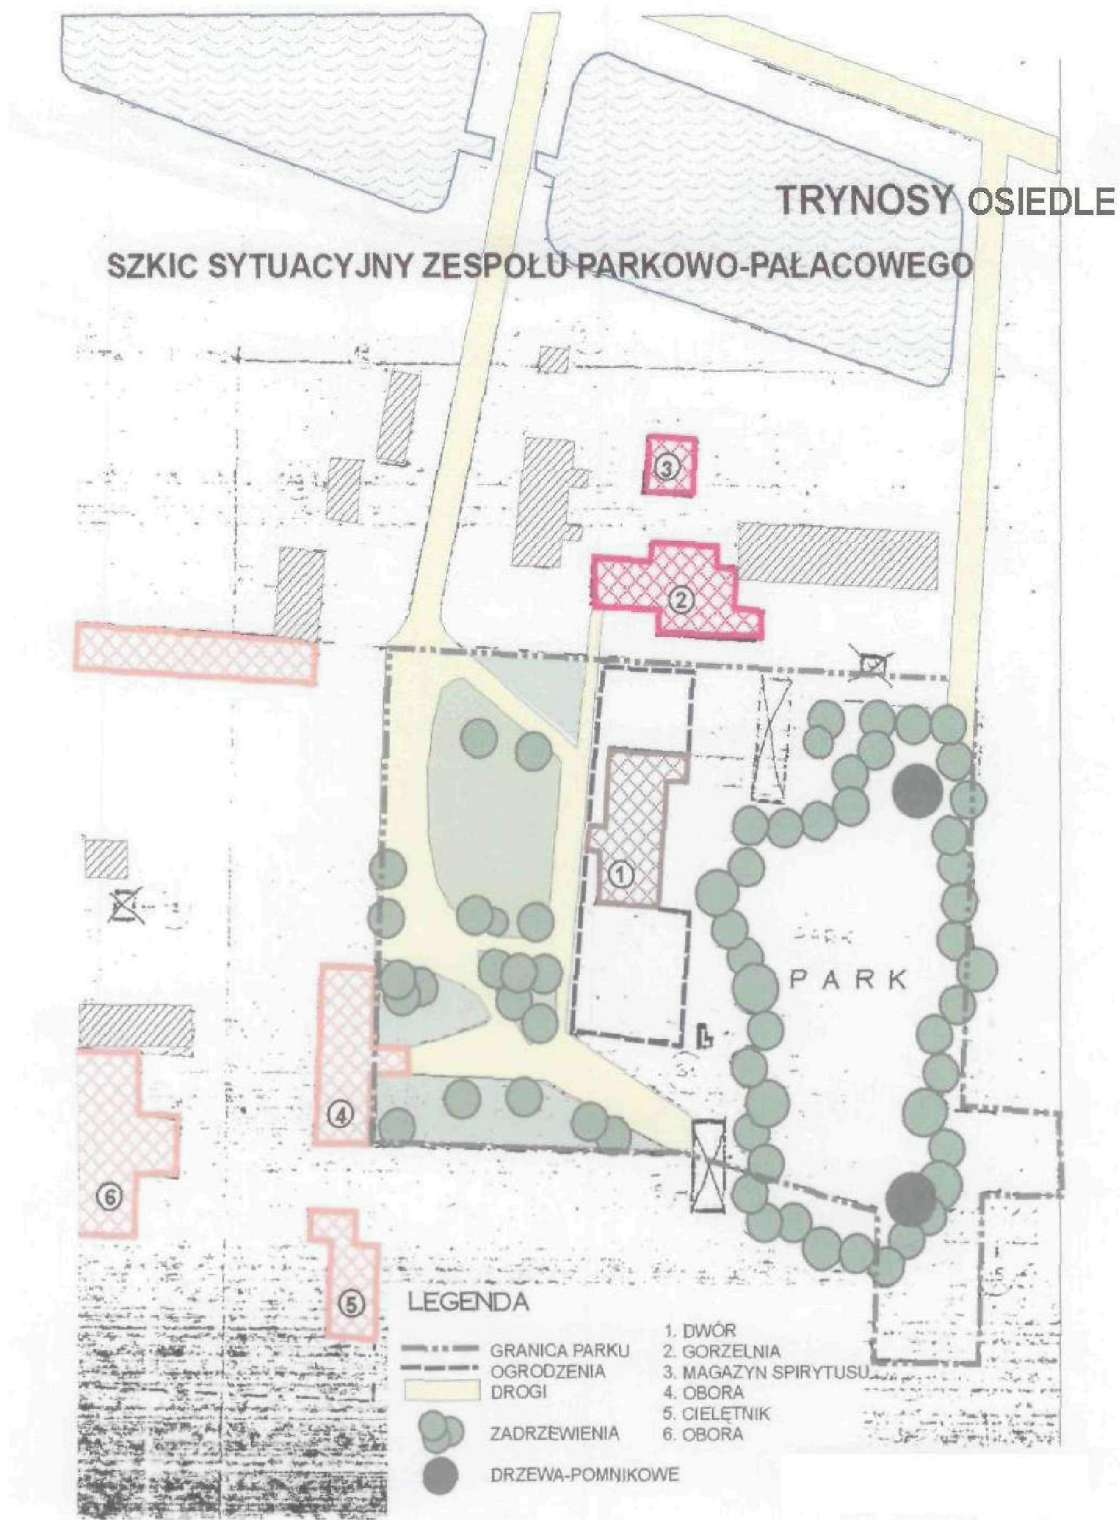 TRYNOSY OSIEDLE
SZKIC SYTUACYJNY ZESPOŁU PARKOWO-PAŁACOWEGO
3
2
1
PARK
PARK
4
6
5
LEGENDA
GRANICA PARKU
OGRODZENIA
DROGI
ZADRZEWIENIA
DRZEWA-POMNIKOWE
1. DWÓR
2. GORZELNIA
3. MAGAZYN SPIRYTUSU
4. OBORA
5. CIELĘTNIK
6. OBORA